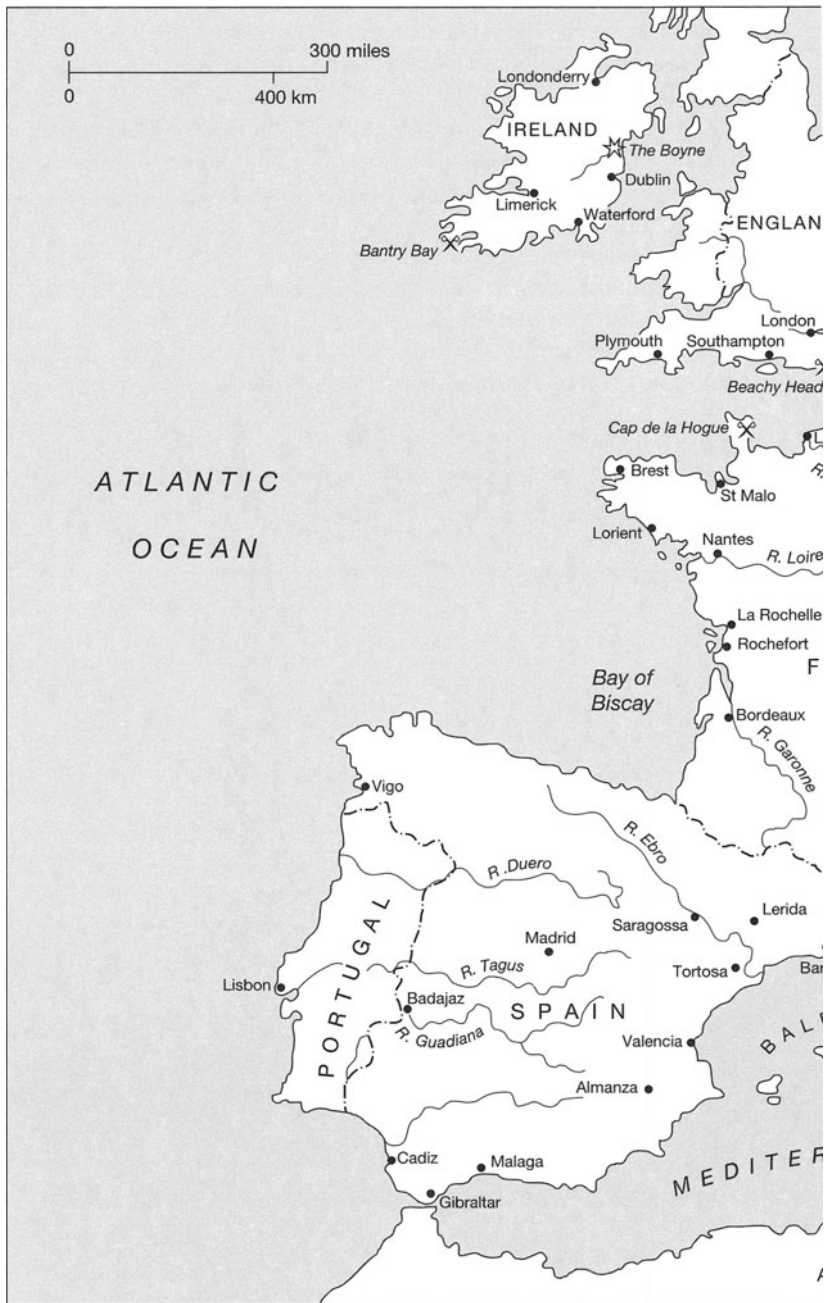 0 300 miles
0 400 km
Londonderry
IRELAND
The Boyne
Dublin
Limerick
Waterford
Bantry Bay
ENGLAN
London
Plymouth
Southampton
Beachy Head
Cap de la Hogue
L
R.
Brest
St Malo
ATLANTIC
OCEAN
Lorient
Nantes
R. Loire
La Rochelle
Rochefort
F
Bay of
Biscay
Bordeaux
R. Garonne
Vigo
R. Ebro
R .Duero
PORTUGAL
Saragossa
Lerida
Madrid
R. Tagus
Tortosa
Bar
Lisbon
Badajaz
SPAIN
R. Guadiana
Valencia
BALE
Almanza
Cadiz
Malaga
MEDITER
Gibraltar
A